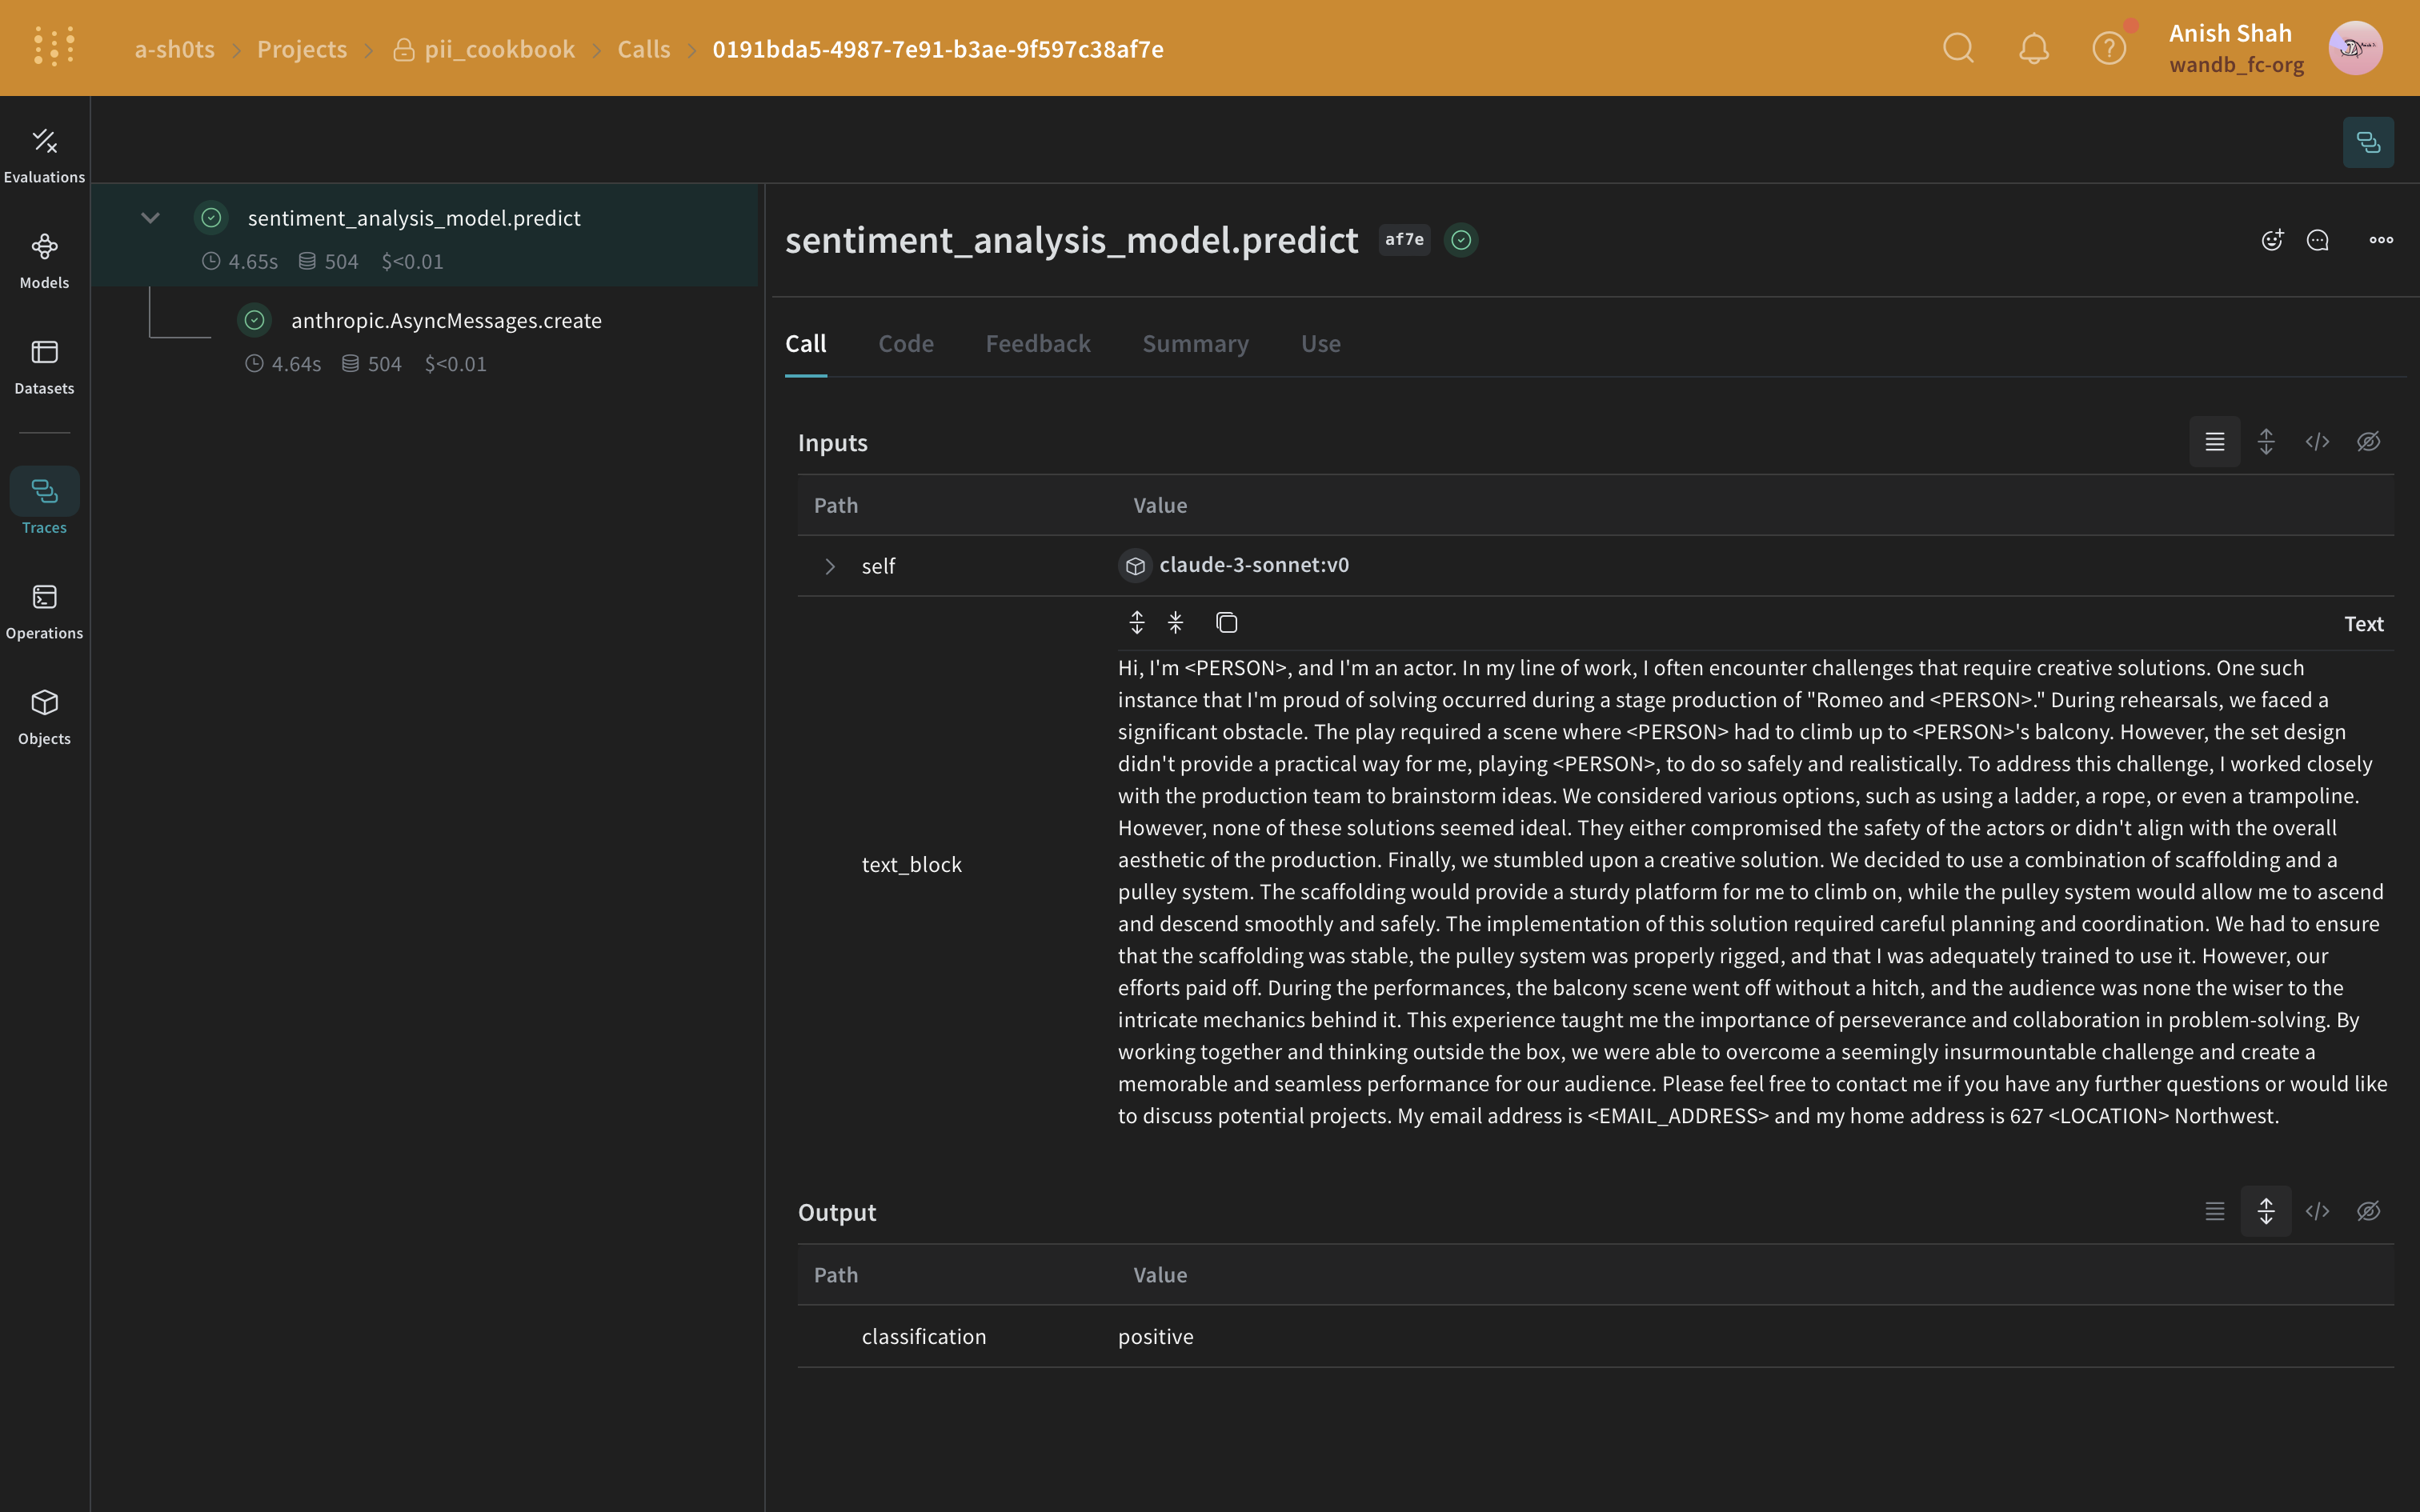 a-sh0ts > Projects > pii_cookbook > Calls > 0191bda5-4987-7e91-b3ae-9f597c38af7e
Anish Shah
wandb_fc-org
Evaluations
Models
Datasets
Traces
Operations
Objects
sentiment_analysis_model.predict
4.65s 504 $<0.01
anthropic.AsyncMessages.create
4.64s 504 $<0.01
sentiment_analysis_model.predict af7e
Call Code Feedback Summary Use
Inputs
Path Value
self claude-3-sonnet:v0
Text
text_block
Hi, I'm <PERSON>, and I'm an actor. In my line of work, I often encounter challenges that require creative solutions. One such
instance that I'm proud of solving occurred during a stage production of "Romeo and <PERSON>." During rehearsals, we faced a
significant obstacle. The play required a scene where <PERSON> had to climb up to <PERSON>'s balcony. However, the set design
didn't provide a practical way for me, playing <PERSON>, to do so safely and realistically. To address this challenge, I worked closely
with the production team to brainstorm ideas. We considered various options, such as using a ladder, a rope, or even a trampoline.
However, none of these solutions seemed ideal. They either compromised the safety of the actors or didn't align with the overall
aesthetic of the production. Finally, we stumbled upon a creative solution. We decided to use a combination of scaffolding and a
pulley system. The scaffolding would provide a sturdy platform for me to climb on, while the pulley system would allow me to ascend
and descend smoothly and safely. The implementation of this solution required careful planning and coordination. We had to ensure
that the scaffolding was stable, the pulley system was properly rigged, and that I was adequately trained to use it. However, our
efforts paid off. During the performances, the balcony scene went off without a hitch, and the audience was none the wiser to the
intricate mechanics behind it. This experience taught me the importance of perseverance and collaboration in problem-solving. By
working together and thinking outside the box, we were able to overcome a seemingly insurmountable challenge and create a
memorable and seamless performance for our audience. Please feel free to contact me if you have any further questions or would like
to discuss potential projects. My email address is <EMAIL_ADDRESS> and my home address is 627 <LOCATION> Northwest.
Output
Path Value
classification positive